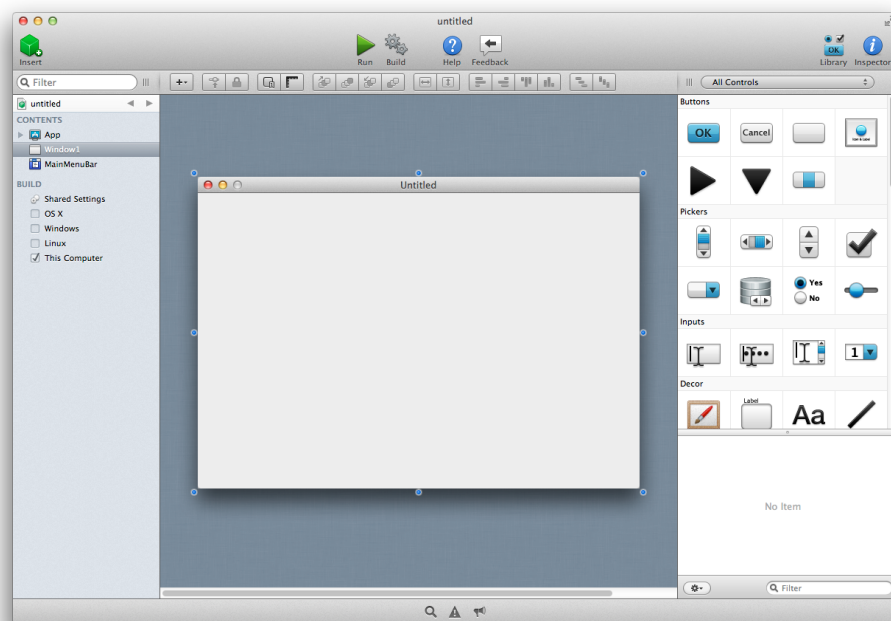 untitled
Insert
Run
Build
Help
Feedback
Library
Inspector
OK
Filter
All Controls
untitled
CONTENTS
App
Window1
MainMenuBar
BUILD
Shared Settings
OS X
Windows
Linux
This Computer
Untitled
Buttons
OK
Cancel
Pickers
Yes
No
Inputs
1
Decor
Label
Aa
No Item
Filter